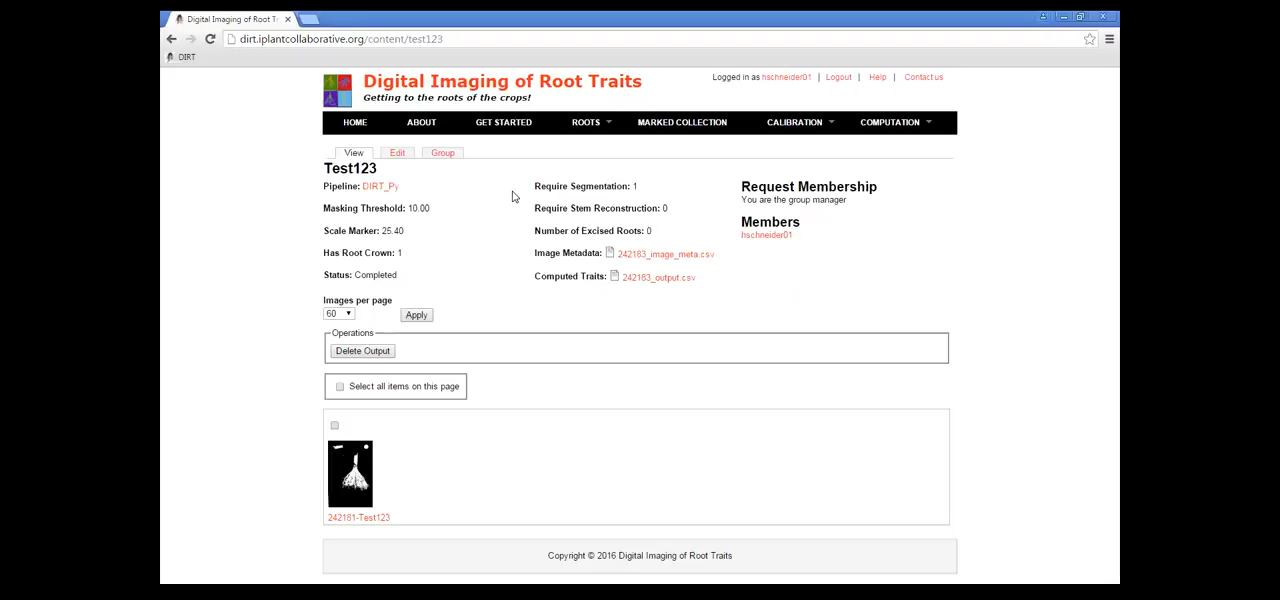 Digital Imaging of Root Tr
dirt.iplantcollaborative.org/content/test123
DIRT
Digital Imaging of Root Traits
Getting to the roots of the crops!
Logged in as hschneider01 | Logout | Help | Contact us
HOME ABOUT GET STARTED ROOTS MARKED COLLECTION CALIBRATION COMPUTATION
View Edit Group
Test123
Pipeline: DIRT_Py
Masking Threshold: 10.00
Scale Marker: 25.40
Has Root Crown: 1
Status: Completed
Require Segmentation: 1
Require Stem Reconstruction: 0
Number of Excised Roots: 0
Image Metadata: 242183_image_meta.csv
Computed Traits: 242183_output.csv
Request Membership
You are the group manager
Members
hschneider01
Images per page
60 Apply
Operations
Delete Output
Select all items on this page
242181-Test123
Copyright © 2016 Digital Imaging of Root Traits